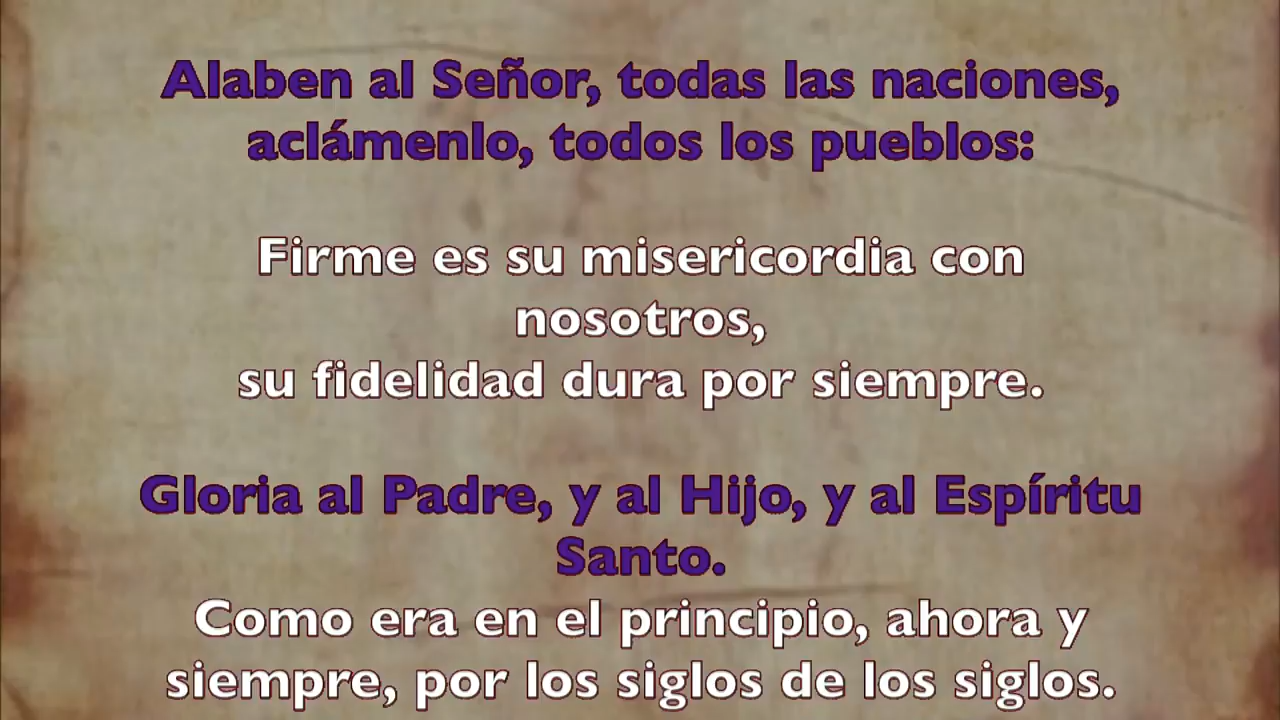 Alaben al Señor, todas las naciones,
aclámenlo, todos los pueblos:
Firme es su misericordia con
nosotros,
su fidelidad dura por siempre.
Gloria al Padre, y al Hijo, y al Espíritu
Santo.
Como era en el principio, ahora y
siempre, por los siglos de los siglos.